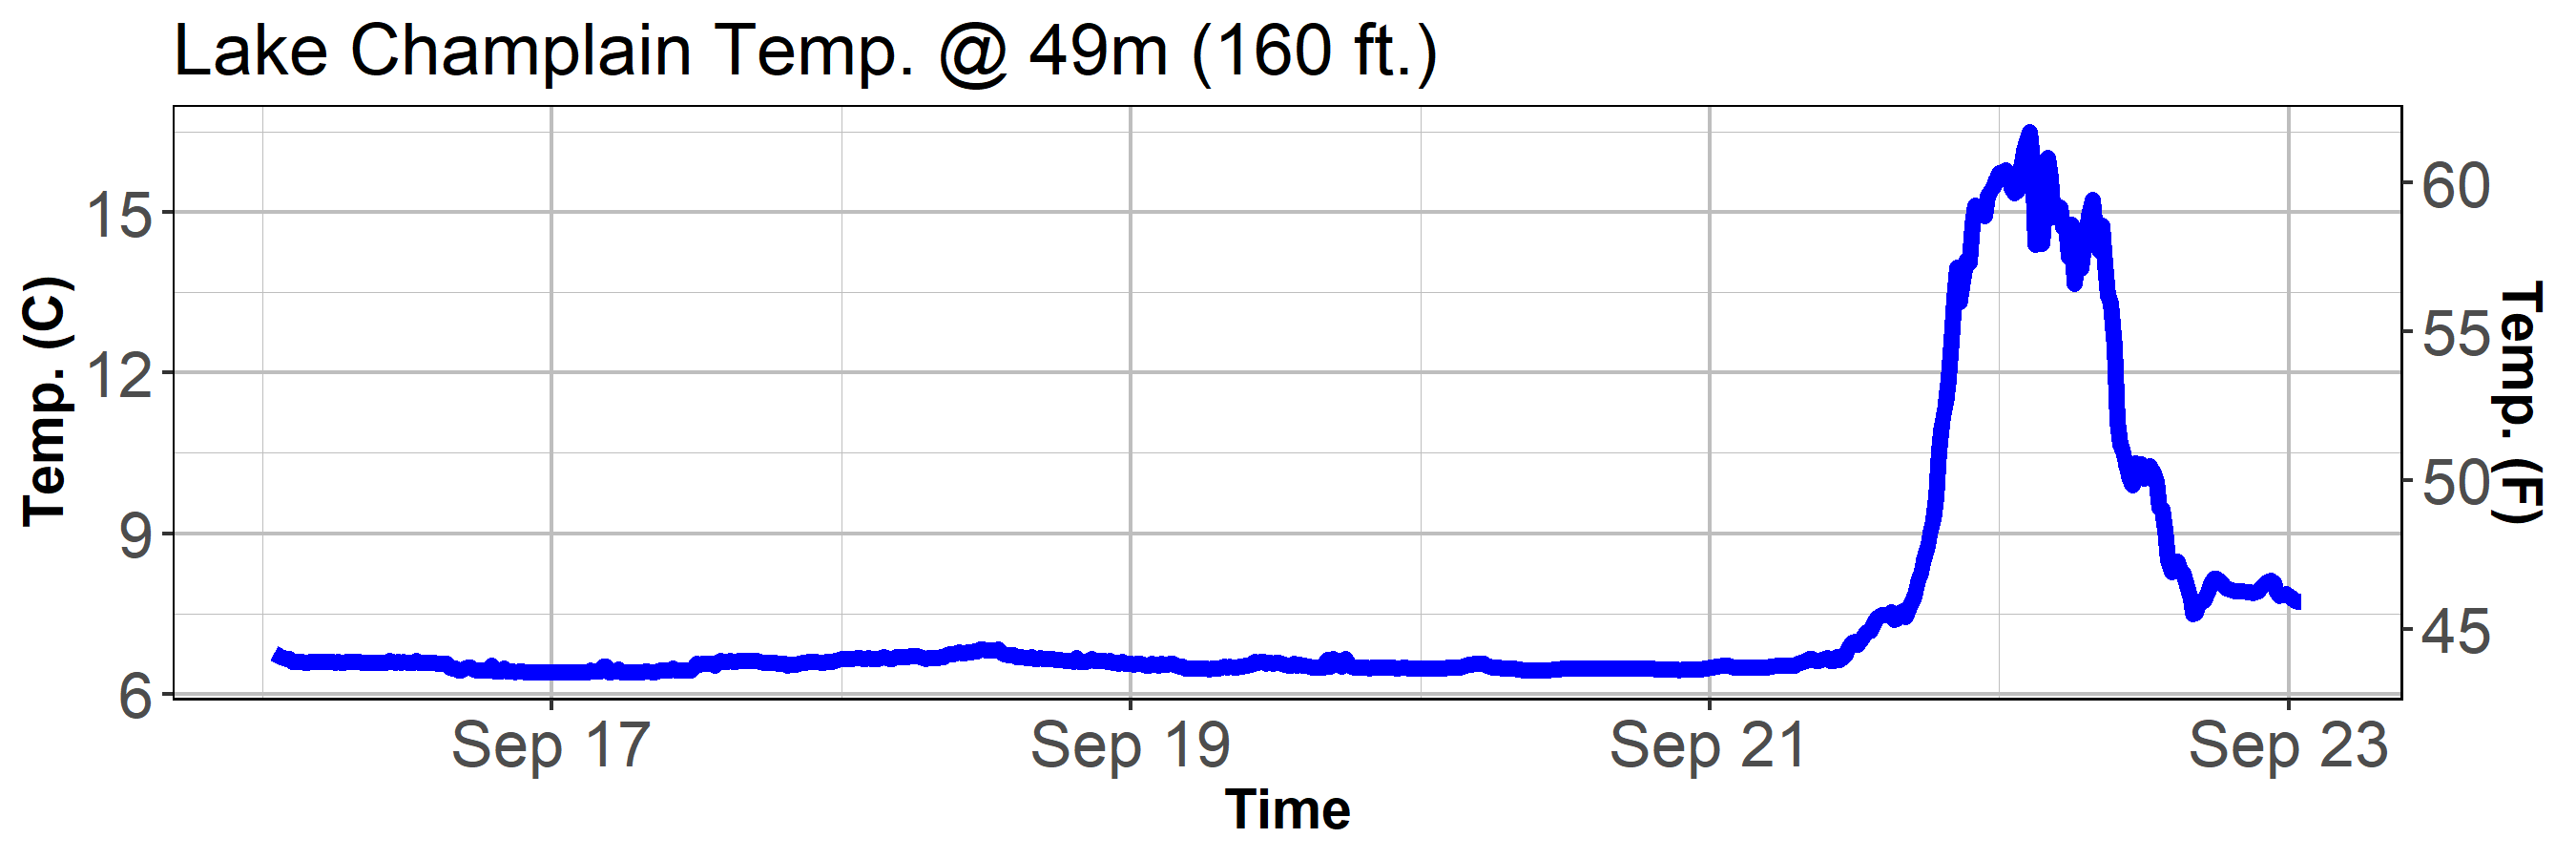 Lake Champlain Temp. @ 49m (160 ft.)
Temp. (C)
15
12
9
6
60
55
50
45
Temp. (F)
Sep 17
Sep 19
Sep 21
Sep 23
Time